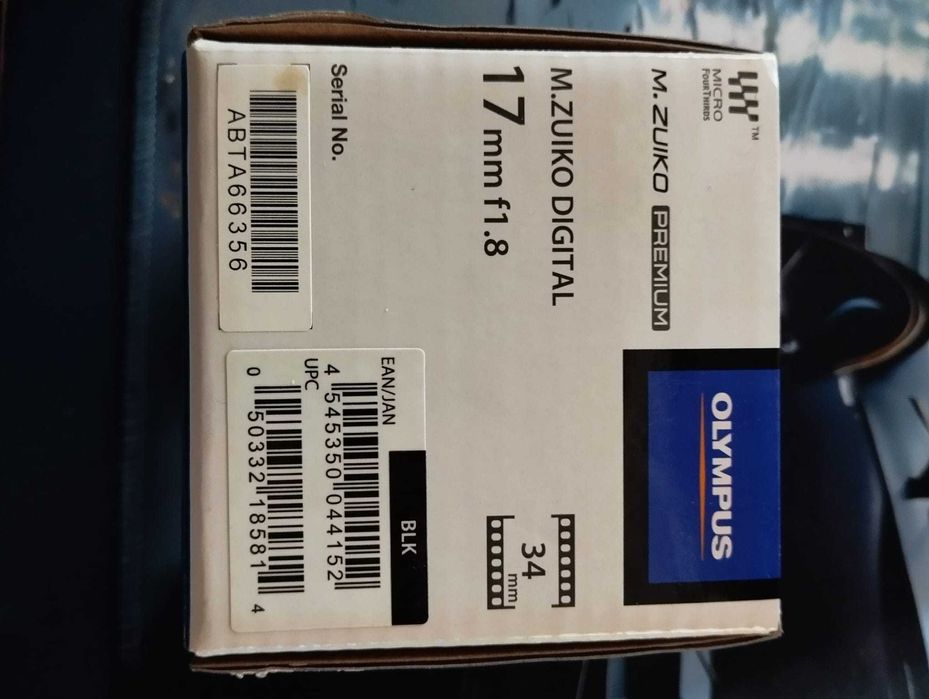 MICRO
FOUR THIRDS
TM
M.ZUIKO PREMIUM
OLYMPUS
M.ZUIKO DIGITAL
17mm f1.8
34
mm
Serial No.
ABTA66356
BLK
EAN/JAN
4 545350 044152
UPC
0 50332 18581 4